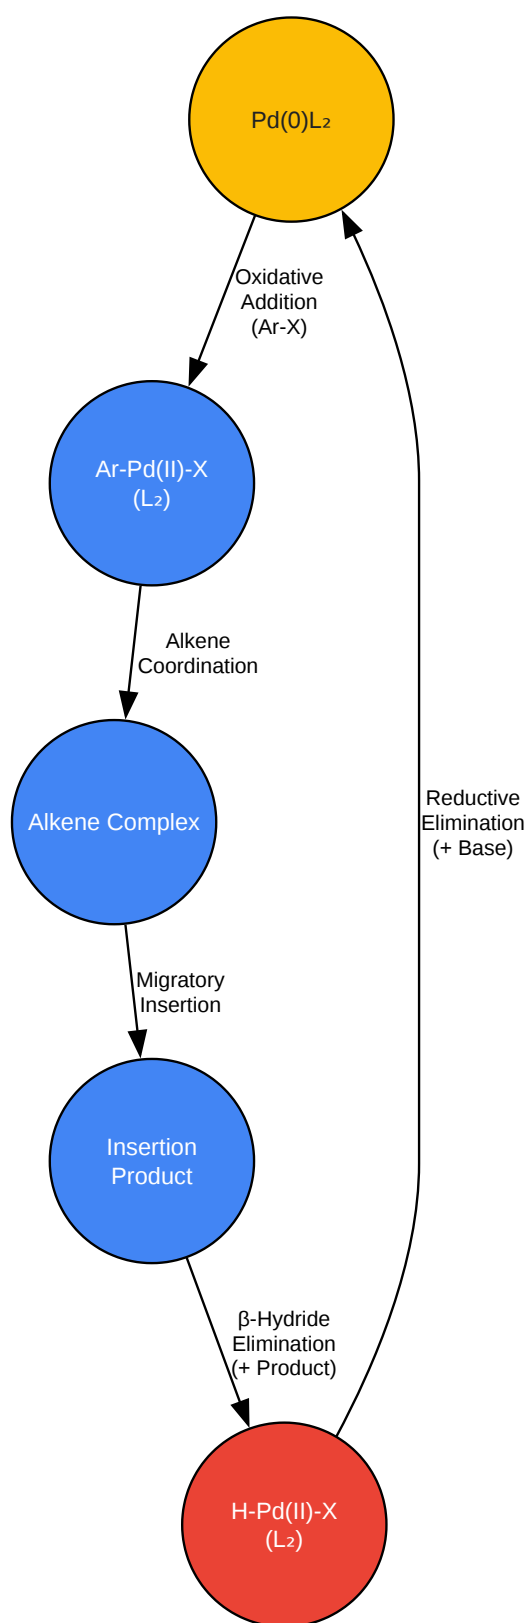 Pd(0)L₂
Oxidative
Addition
(Ar-X)
Ar-Pd(II)-X
(L₂)
Alkene
Coordination
Alkene Complex
Reductive
Elimination
(+ Base)
Migratory
Insertion
Insertion
Product
β-Hydride
Elimination
(+ Product)
H-Pd(II)-X
(L₂)